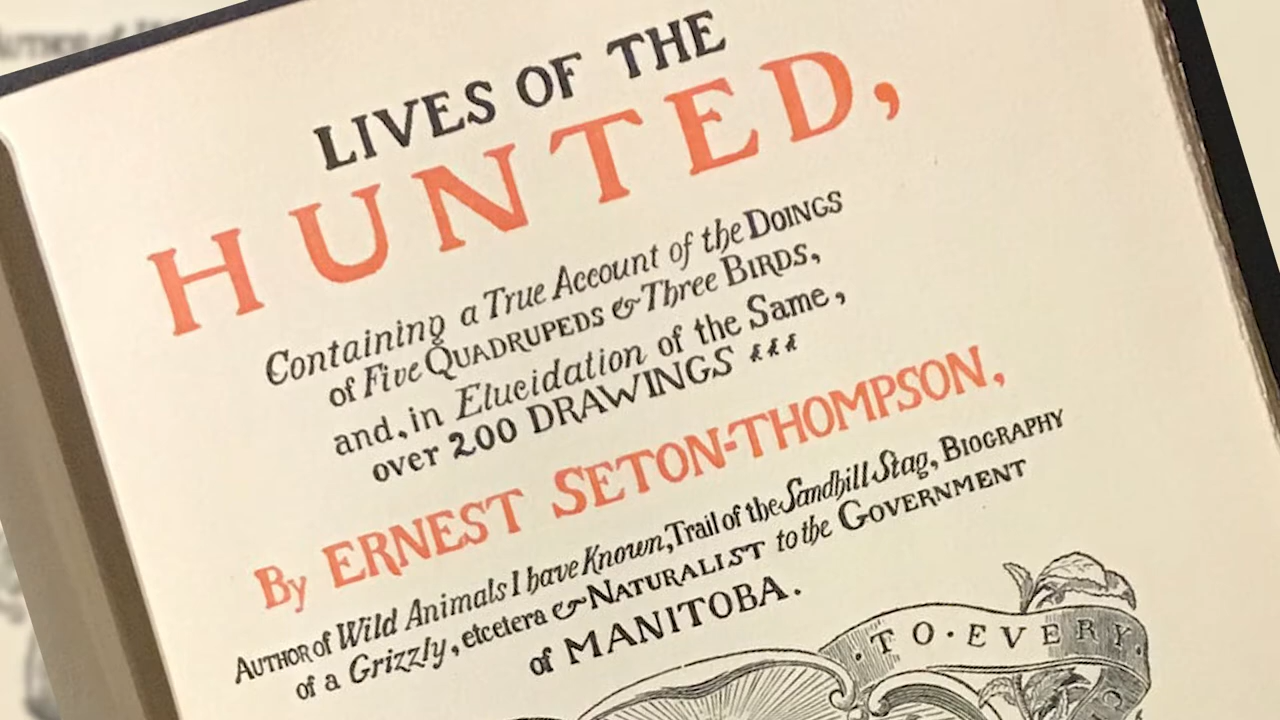 LIVES OF THE
HUNTED,
Containing a True Account of the DOINGS
of Five QUADRUPEDS & Three BIRDS,
and, in Elucidation of the Same,
over 200 DRAWINGS
By ERNEST SETON-THOMPSON,
AUTHOR of Wild Animals I have Known, Trail of the Sandhill Stag, BIOGRAPHY
of a Grizzly, etcetera & NATURALIST to the GOVERNMENT
of MANITOBA.
·TO·EVERY·